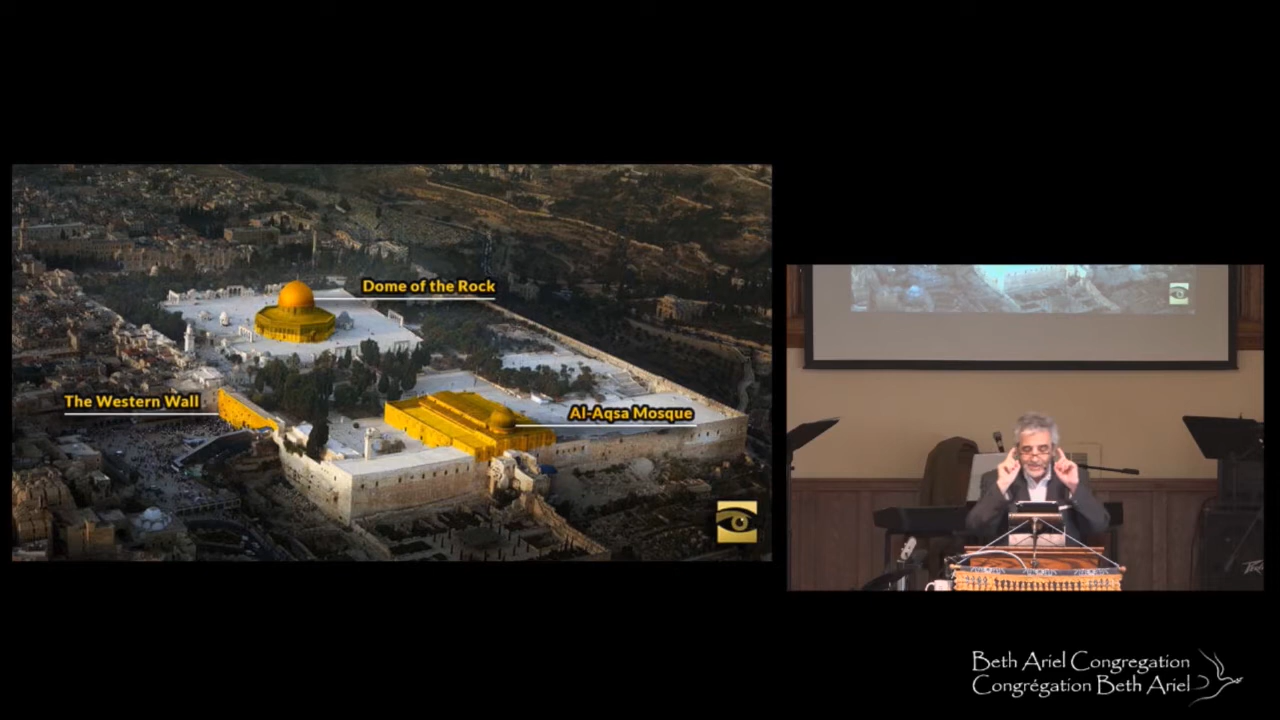 Dome of the Rock
The Western Wall
Al-Aqsa Mosque
Beth Ariel Congregation
Congrégation Beth Ariel